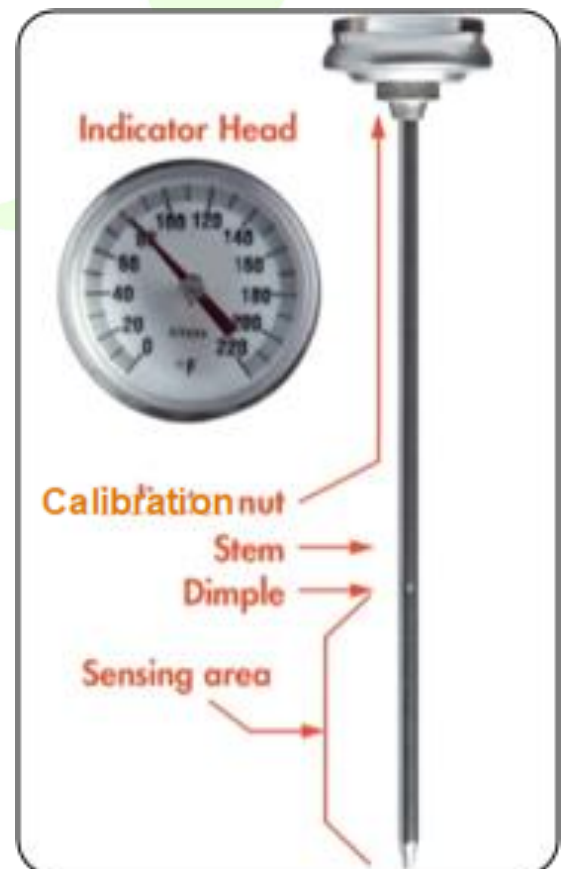 Indicator Head
100 120
80 140
60 160
40 180
20 200
0 220
°F
Calibration nut
Stem
Dimple
Sensing area